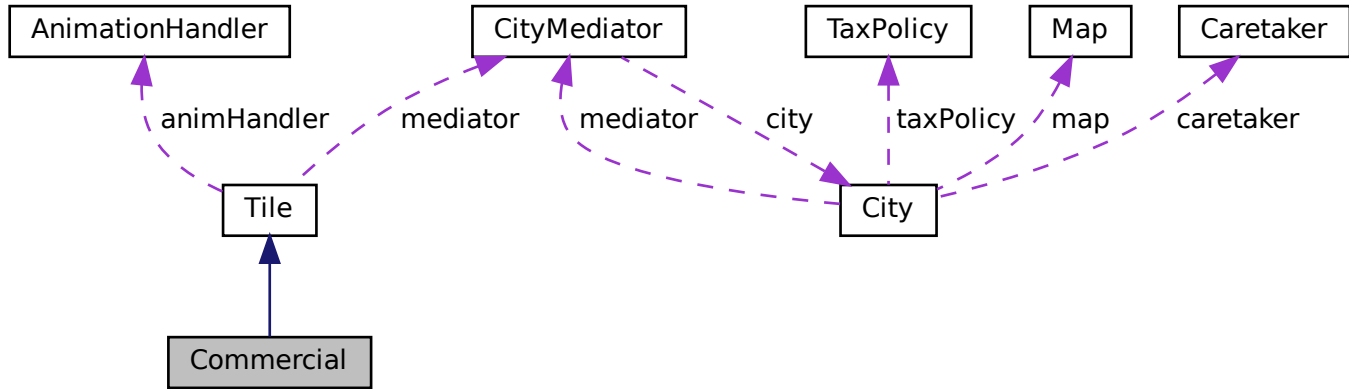 AnimationHandler
CityMediator
TaxPolicy
Map
Caretaker
animHandler
mediator
mediator
city
taxPolicy
map
caretaker
Tile
City
Commercial